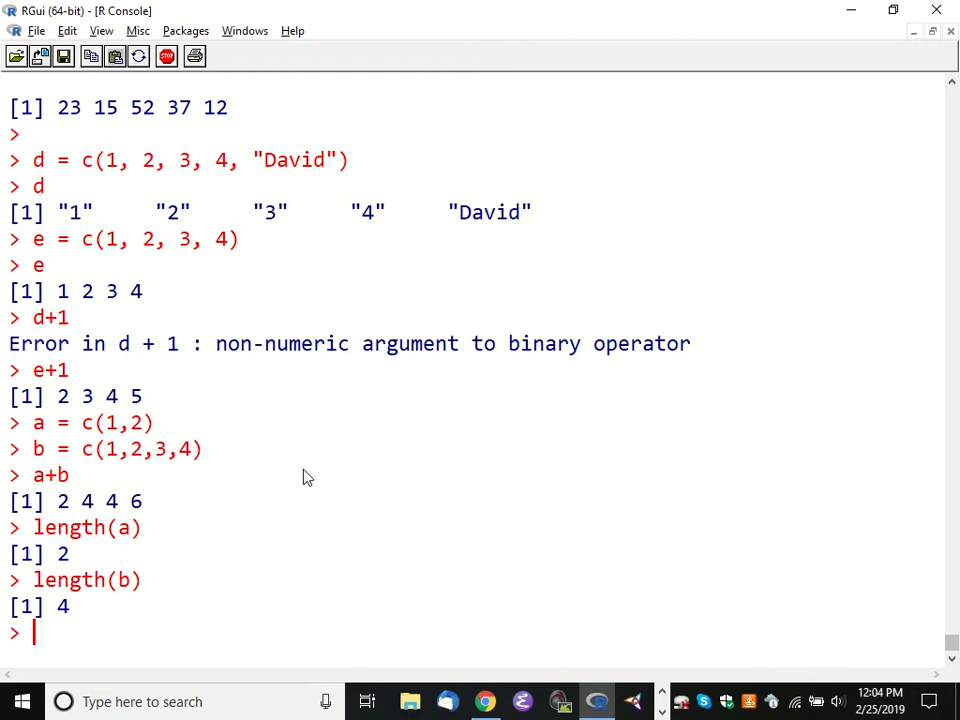 RGui (64-bit) - [R Console]
File Edit View Misc Packages Windows Help
STOP
[1] 23 15 52 37 12
>
> d = c(1, 2, 3, 4, "David")
> d
[1] "1"     "2"     "3"     "4"     "David"
> e = c(1, 2, 3, 4)
> e
[1] 1 2 3 4
> d+1
Error in d + 1 : non-numeric argument to binary operator
> e+1
[1] 2 3 4 5
> a = c(1,2)
> b = c(1,2,3,4)
> a+b
[1] 2 4 4 6
> length(a)
[1] 2
> length(b)
[1] 4
>
Type here to search
12:04 PM
2/25/2019